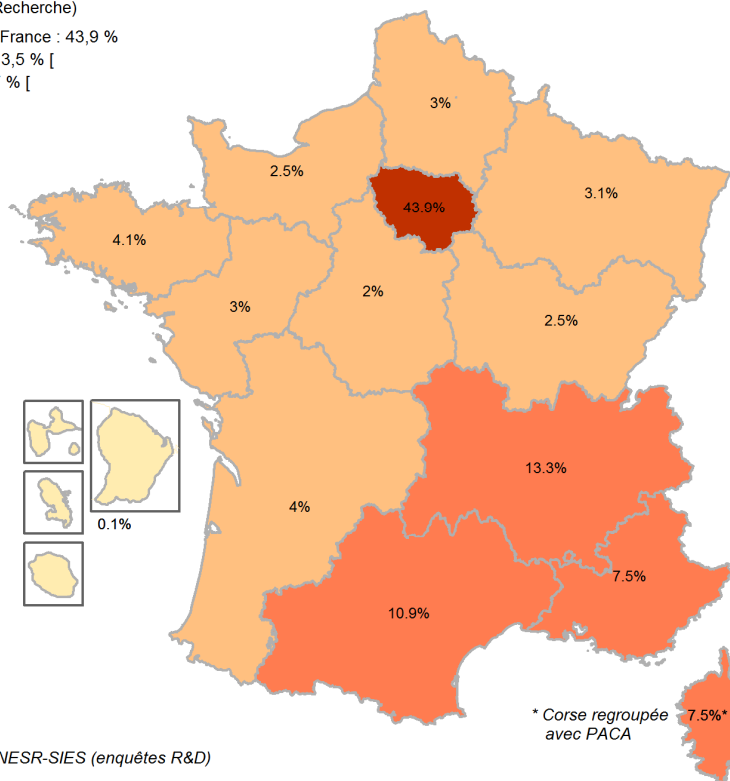 Recherche)
France : 43,9 %
3,5 % [
% [
3%
2.5%
3.1%
43.9%
4.1%
2%
3%
2.5%
13.3%
4%
0.1%
7.5%
10.9%
* Corse regroupée
avec PACA
7.5%*
NESR-SIES (enquêtes R&D)